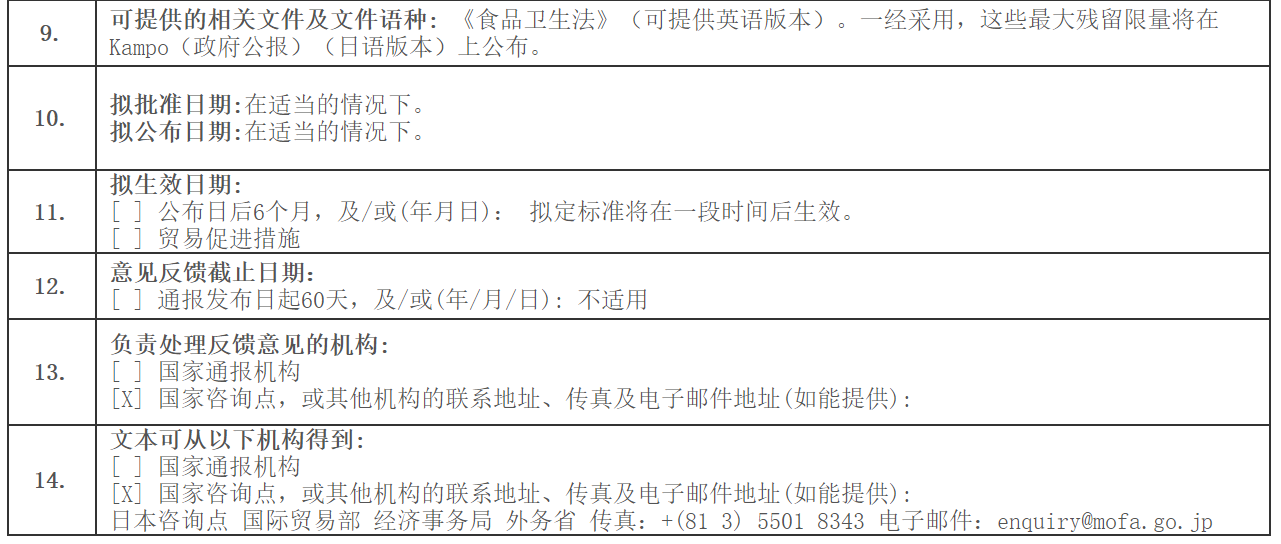 9.
可提供的相关文件及文件语种: 《食品卫生法》（可提供英语版本）。一经采用，这些最大残留限量将在
Kampo（政府公报）（日语版本）上公布。
10.
拟批准日期:在适当的情况下。
拟公布日期:在适当的情况下。
11.
拟生效日期:
[ ] 公布日后6个月，及/或(年月日)： 拟定标准将在一段时间后生效。
[ ] 贸易促进措施
12.
意见反馈截止日期:
[ ] 通报发布日起60天，及/或(年/月/日): 不适用
13.
负责处理反馈意见的机构:
[ ] 国家通报机构
[X] 国家咨询点，或其他机构的联系地址、传真及电子邮件地址(如能提供):
14.
文本可从以下机构得到:
[ ] 国家通报机构
[X] 国家咨询点，或其他机构的联系地址、传真及电子邮件地址(如能提供):
日本咨询点 国际贸易部 经济事务局 外务省 传真: +(81 3) 5501 8343 电子邮件: enquiry@mofa.go.jp